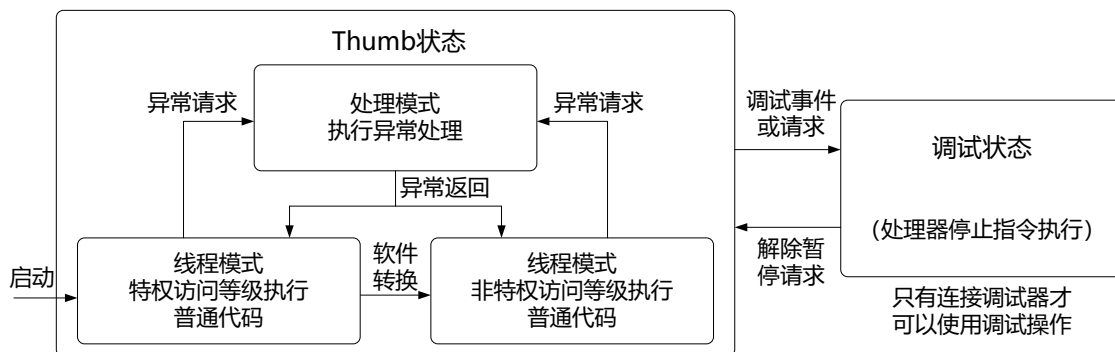 Thumb状态
异常请求
处理模式
执行异常处理
异常请求
异常返回
启动
线程模式
特权访问等级执行
普通代码
软件
转换
线程模式
非特权访问等级执行
普通代码
调试事件
或请求
解除暂
停请求
调试状态
（处理器停止指令执行）
只有连接调试器才
可以使用调试操作